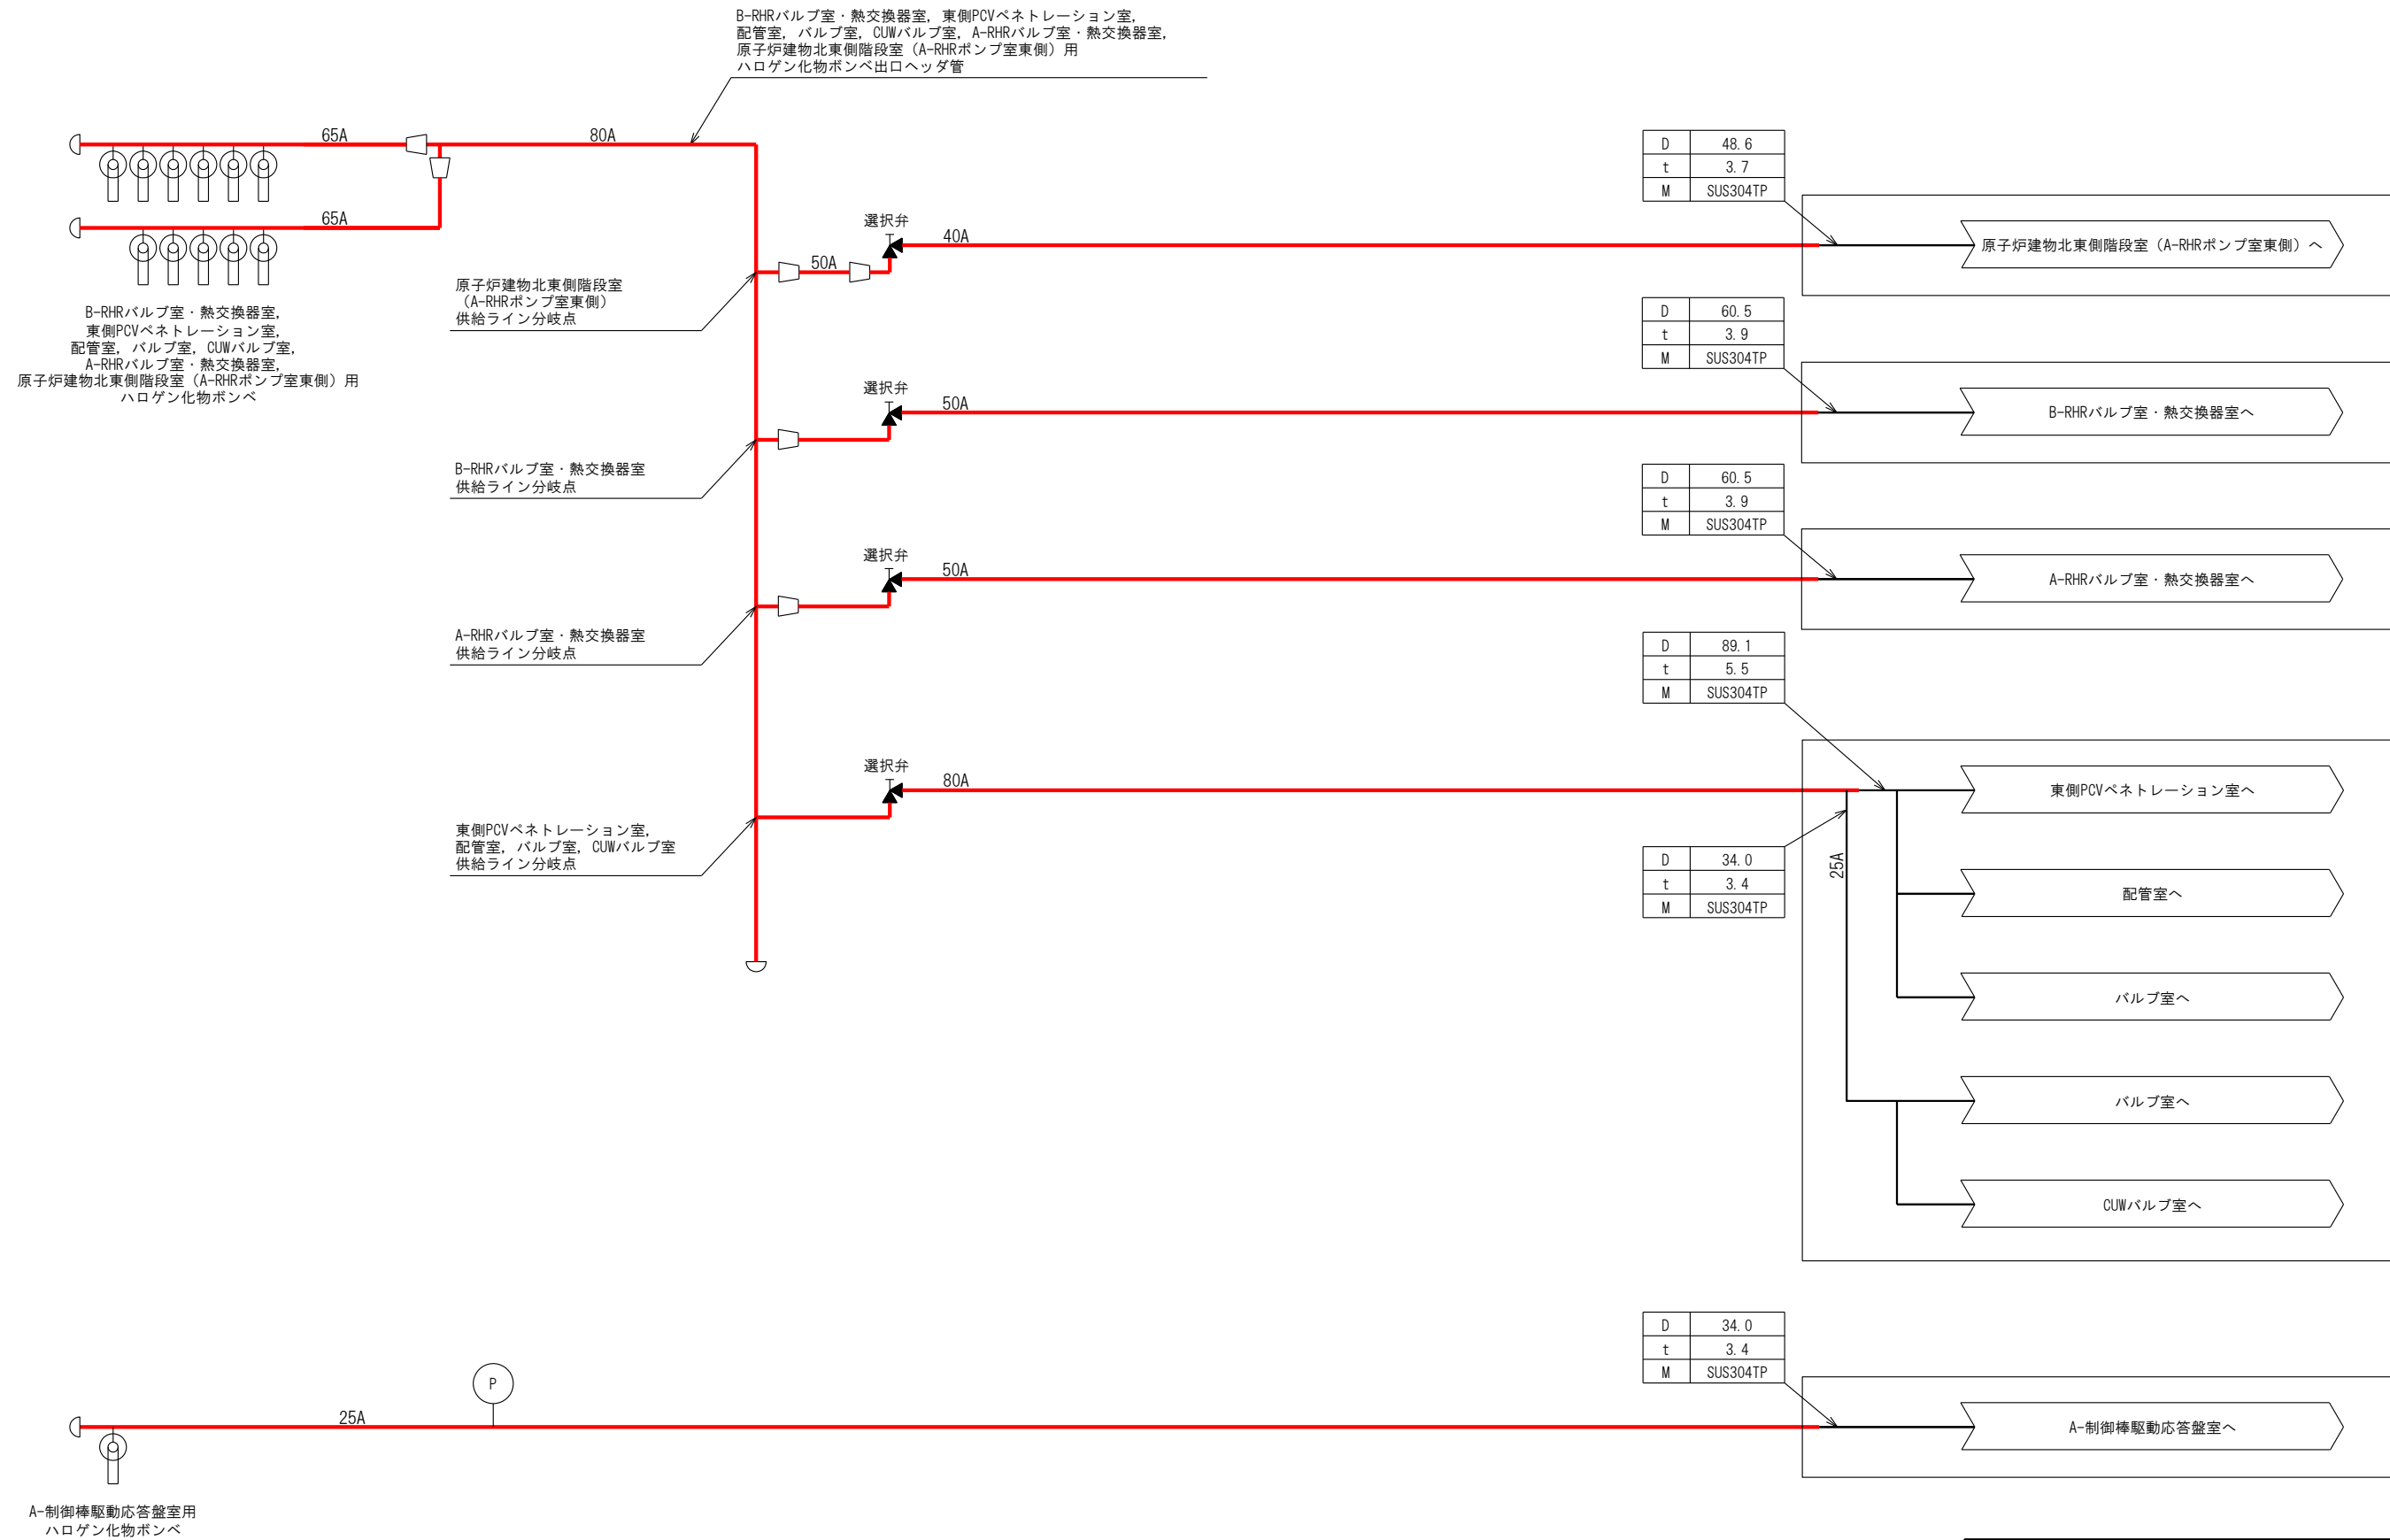 B-RHRバルブ室・熱交換器室，東側PCVペネトレーション室，
配管室，バルブ室，CUWバルブ室，A-RHRバルブ室・熱交換器室，
原子炉建物北東側階段室（A-RHRポンプ室東側）用
ハロゲン化物ボンベ出口ヘッダ管
65A
80A
65A
B-RHRバルブ室・熱交換器室，
東側PCVペネトレーション室，
配管室，バルブ室，CUWバルブ室，
A-RHRバルブ室・熱交換器室，
原子炉建物北東側階段室（A-RHRポンプ室東側）用
ハロゲン化物ボンベ
D 48.6
t 3.7
M SUS304TP
選択弁
40A
50A
原子炉建物北東側階段室（A-RHRポンプ室東側）へ
原子炉建物北東側階段室
（A-RHRポンプ室東側）
供給ライン分岐点
D 60.5
t 3.9
M SUS304TP
選択弁
50A
B-RHRバルブ室・熱交換器室へ
B-RHRバルブ室・熱交換器室
供給ライン分岐点
D 60.5
t 3.9
M SUS304TP
選択弁
50A
A-RHRバルブ室・熱交換器室へ
A-RHRバルブ室・熱交換器室
供給ライン分岐点
D 89.1
t 5.5
M SUS304TP
選択弁
80A
東側PCVペネトレーション室へ
東側PCVペネトレーション室，
配管室，バルブ室，CUWバルブ室
供給ライン分岐点
D 34.0
t 3.4
M SUS304TP
25A
配管室へ
バルブ室へ
バルブ室へ
CUWバルブ室へ
D 34.0
t 3.4
M SUS304TP
P
25A
A-制御棒駆動応答盤室へ
A-制御棒駆動応答盤室用
ハロゲン化物ボンベ